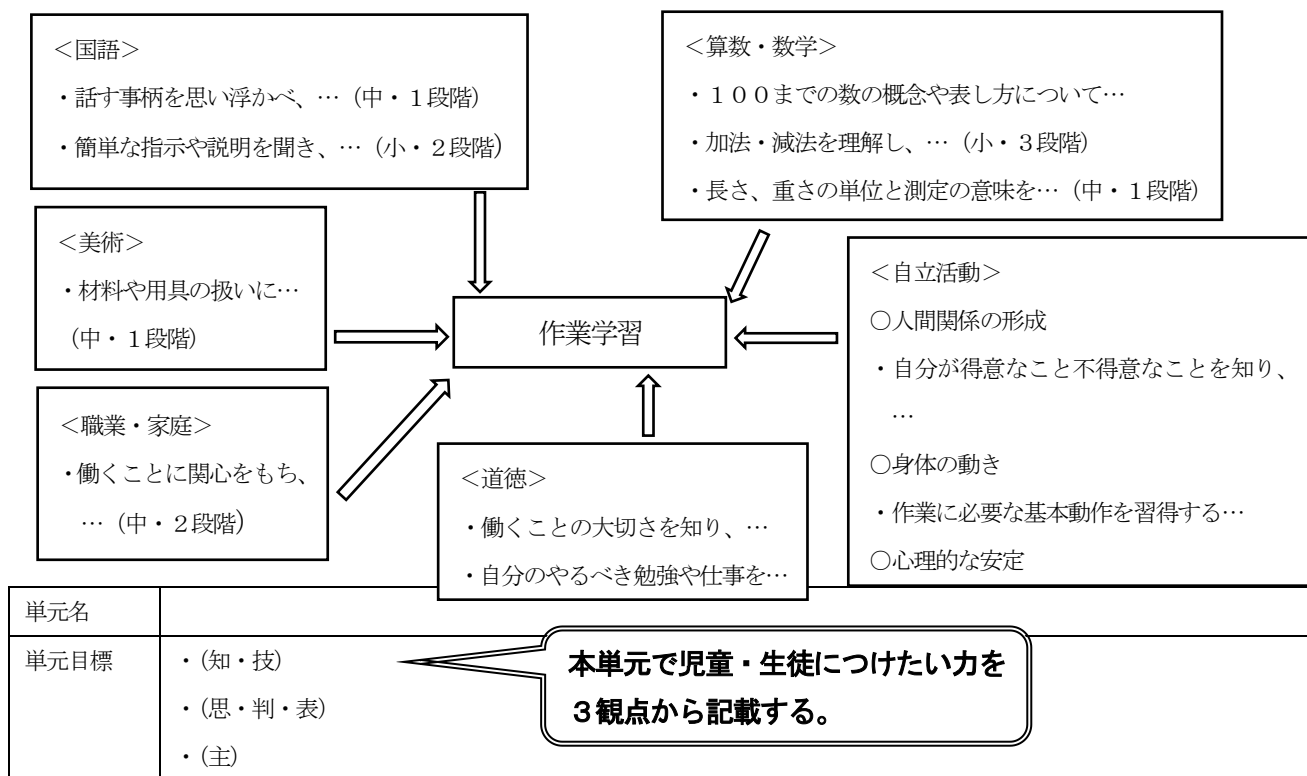 ＜国語＞
・話す事柄を思い浮かべ、…（中・１段階）
・簡単な指示や説明を聞き、…（小・２段階）
＜算数・数学＞
・１００までの数の概念や表し方について…
・加法・減法を理解し、…（小・３段階）
・長さ、重さの単位と測定の意味を…（中・１段階）
＜美術＞
・材料や用具の扱いに…
（中・１段階）
作業学習
＜自立活動＞
○人間関係の形成
・自分が得意なこと不得意なことを知り、
…
○身体の動き
・作業に必要な基本動作を習得する…
○心理的な安定
＜職業・家庭＞
・働くことに関心をもち、
…（中・２段階）
＜道徳＞
・働くことの大切さを知り、…
・自分のやるべき勉強や仕事を…
単元名
単元目標
・（知・技）
・（思・判・表）
・（主）
本単元で児童・生徒につけたい力を
３観点から記載する。